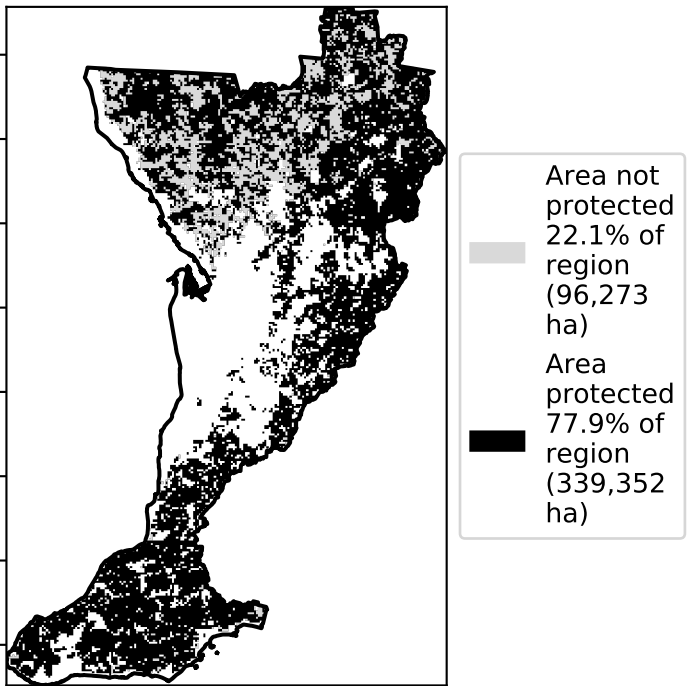 Area not
protected
22.1% of
region
(96,273
ha)
Area
protected
77.9% of
region
(339,352
ha)